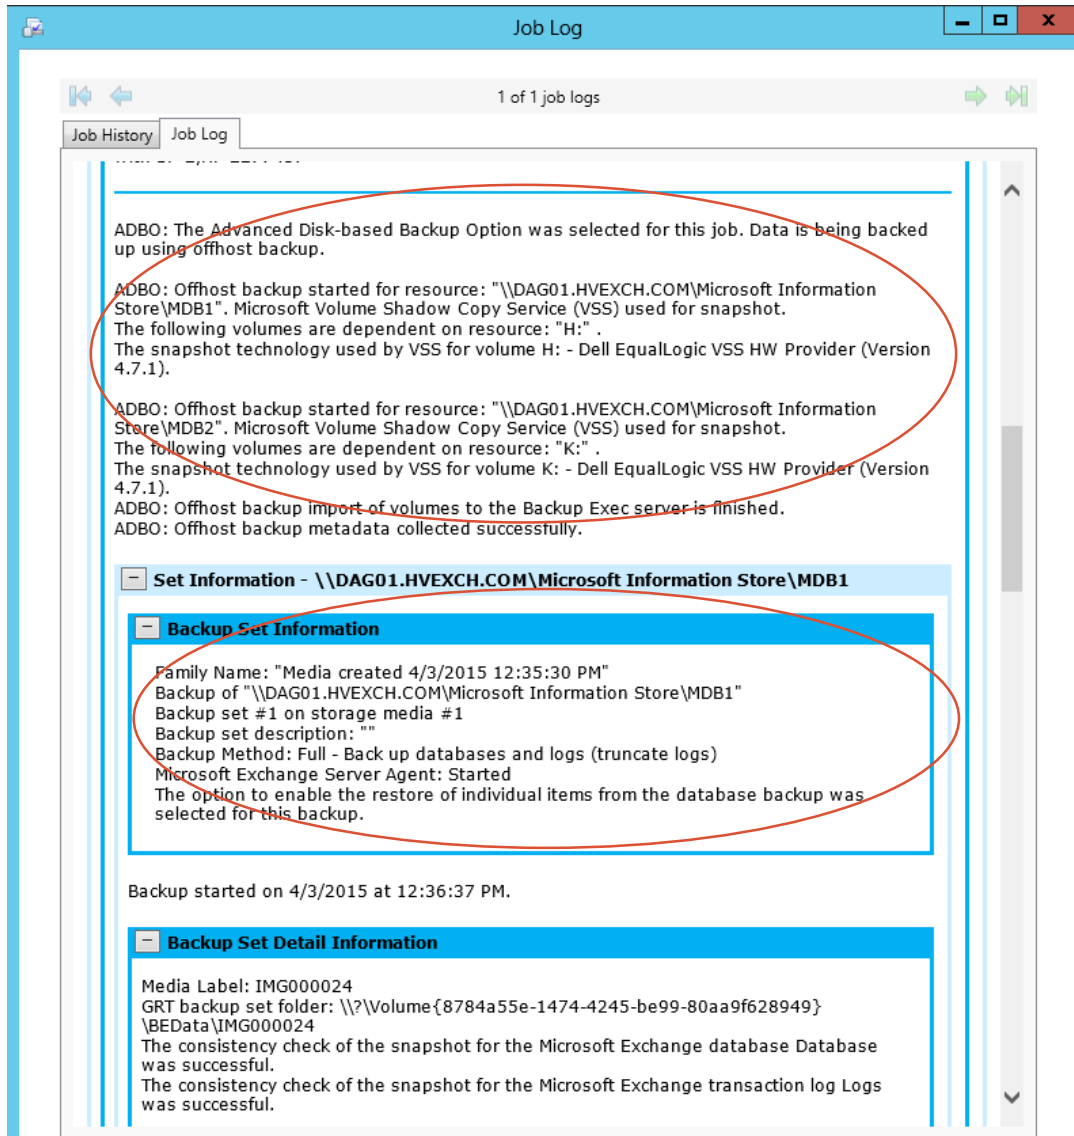 Job Log
1 of 1 job logs
Job History
Job Log
ADBO: The Advanced Disk-based Backup Option was selected for this job. Data is being backed
up using offhost backup.
ADBO: Offhost backup started for resource: "\\DAG01.HVEXCH.COM\Microsoft Information
Store\MDB1". Microsoft Volume Shadow Copy Service (VSS) used for snapshot.
The following volumes are dependent on resource: "H:" .
The snapshot technology used by VSS for volume H: - Dell EqualLogic VSS HW Provider (Version
4.7.1).
ADBO: Offhost backup started for resource: "\\DAG01.HVEXCH.COM\Microsoft Information
Store\MDB2". Microsoft Volume Shadow Copy Service (VSS) used for snapshot.
The following volumes are dependent on resource: "K:" .
The snapshot technology used by VSS for volume K: - Dell EqualLogic VSS HW Provider (Version
4.7.1).
ADBO: Offhost backup import of volumes to the Backup Exec server is finished.
ADBO: Offhost backup metadata collected successfully.
Set Information - \\DAG01.HVEXCH.COM\Microsoft Information Store\MDB1
Backup Set Information
Family Name: "Media created 4/3/2015 12:35:30 PM"
Backup of "\\DAG01.HVEXCH.COM\Microsoft Information Store\MDB1"
Backup set #1 on storage media #1
Backup set description: ""
Backup Method: Full - Back up databases and logs (truncate logs)
Microsoft Exchange Server Agent: Started
The option to enable the restore of individual items from the database backup was
selected for this backup.
Backup started on 4/3/2015 at 12:36:37 PM.
Backup Set Detail Information
Media Label: IMG000024
GRT backup set folder: \\?\Volume{8784a55e-1474-4245-be99-80aa9f628949}
\BEData\IMG000024
The consistency check of the snapshot for the Microsoft Exchange database Database
was successful.
The consistency check of the snapshot for the Microsoft Exchange transaction log Logs
was successful.